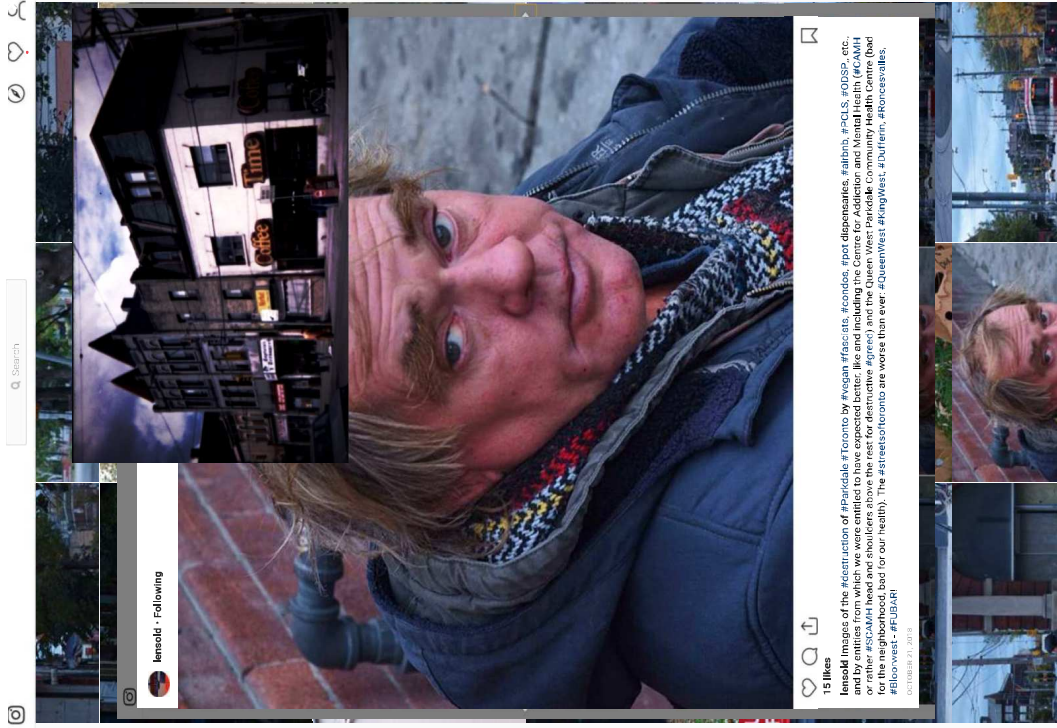 Search
lensold • Following
Coffee Time
15 likes
lensold Images of the #destruction of #Parkdale #Toronto by #vegan #fascists, #condos, #pot dispensaries, #airbnb, #PCLS, #ODSP,, etc.,
and by entities from which we were entitled to have expected better, like and including the Centre for Addiction and Mental Health (#CAMH
or rather #SCAMH head and shoulders above the rest for destructive #greed) and the Queen West Parkdale Community Health Centre (bad
for the neighborhood, bad for our health). The #streetsoftoronto are worse than ever: #QueenWest #KingWest, #Dufferin, #Roncesvalles,
#Bloorwest - #FUBAR!
OCTOBER 21, 2018